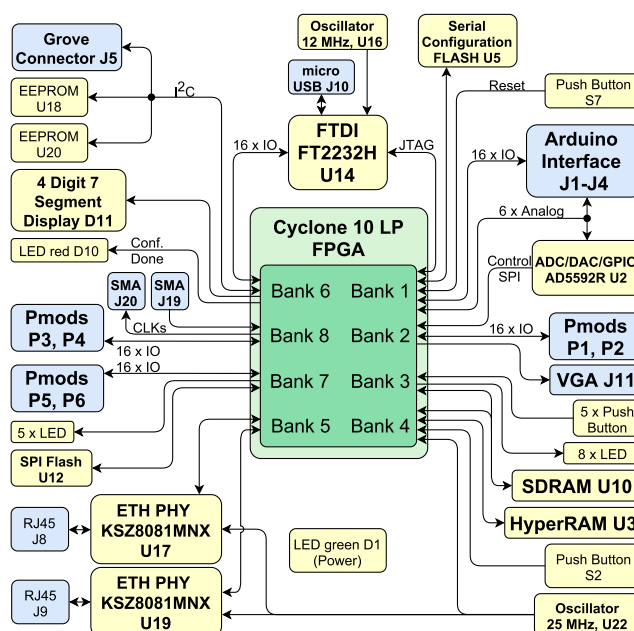 Grove
Connector J5
EEPROM
U18
EEPROM
U20
I²C
4 Digit 7
Segment
Display D11
LED red D10
Conf.
Done
Oscillator
12 MHz, U16
micro
USB J10
FTDI
FT2232H
U14
16 x IO
JTAG
Serial
Configuration
FLASH U5
Reset
Push Button
S7
16 x IO
Arduino
Interface
J1-J4
6 x Analog
Control
SPI
ADC/DAC/GPIO
AD5592R U2
Cyclone 10 LP
FPGA
Bank 6
Bank 1
Bank 8
Bank 2
Bank 7
Bank 3
Bank 5
Bank 4
SMA
J20
SMA
J19
CLKs
Pmods
P3, P4
16 x IO
16 x IO
Pmods
P5, P6
5 x LED
SPI Flash
U12
16 x IO
Pmods
P1, P2
VGA J11
5 x Push
Button
8 x LED
SDRAM U10
HyperRAM U3
Push Button
S2
Oscillator
25 MHz, U22
RJ45
J8
ETH PHY
KSZ8081MNX
U17
LED green D1
(Power)
RJ45
J9
ETH PHY
KSZ8081MNX
U19